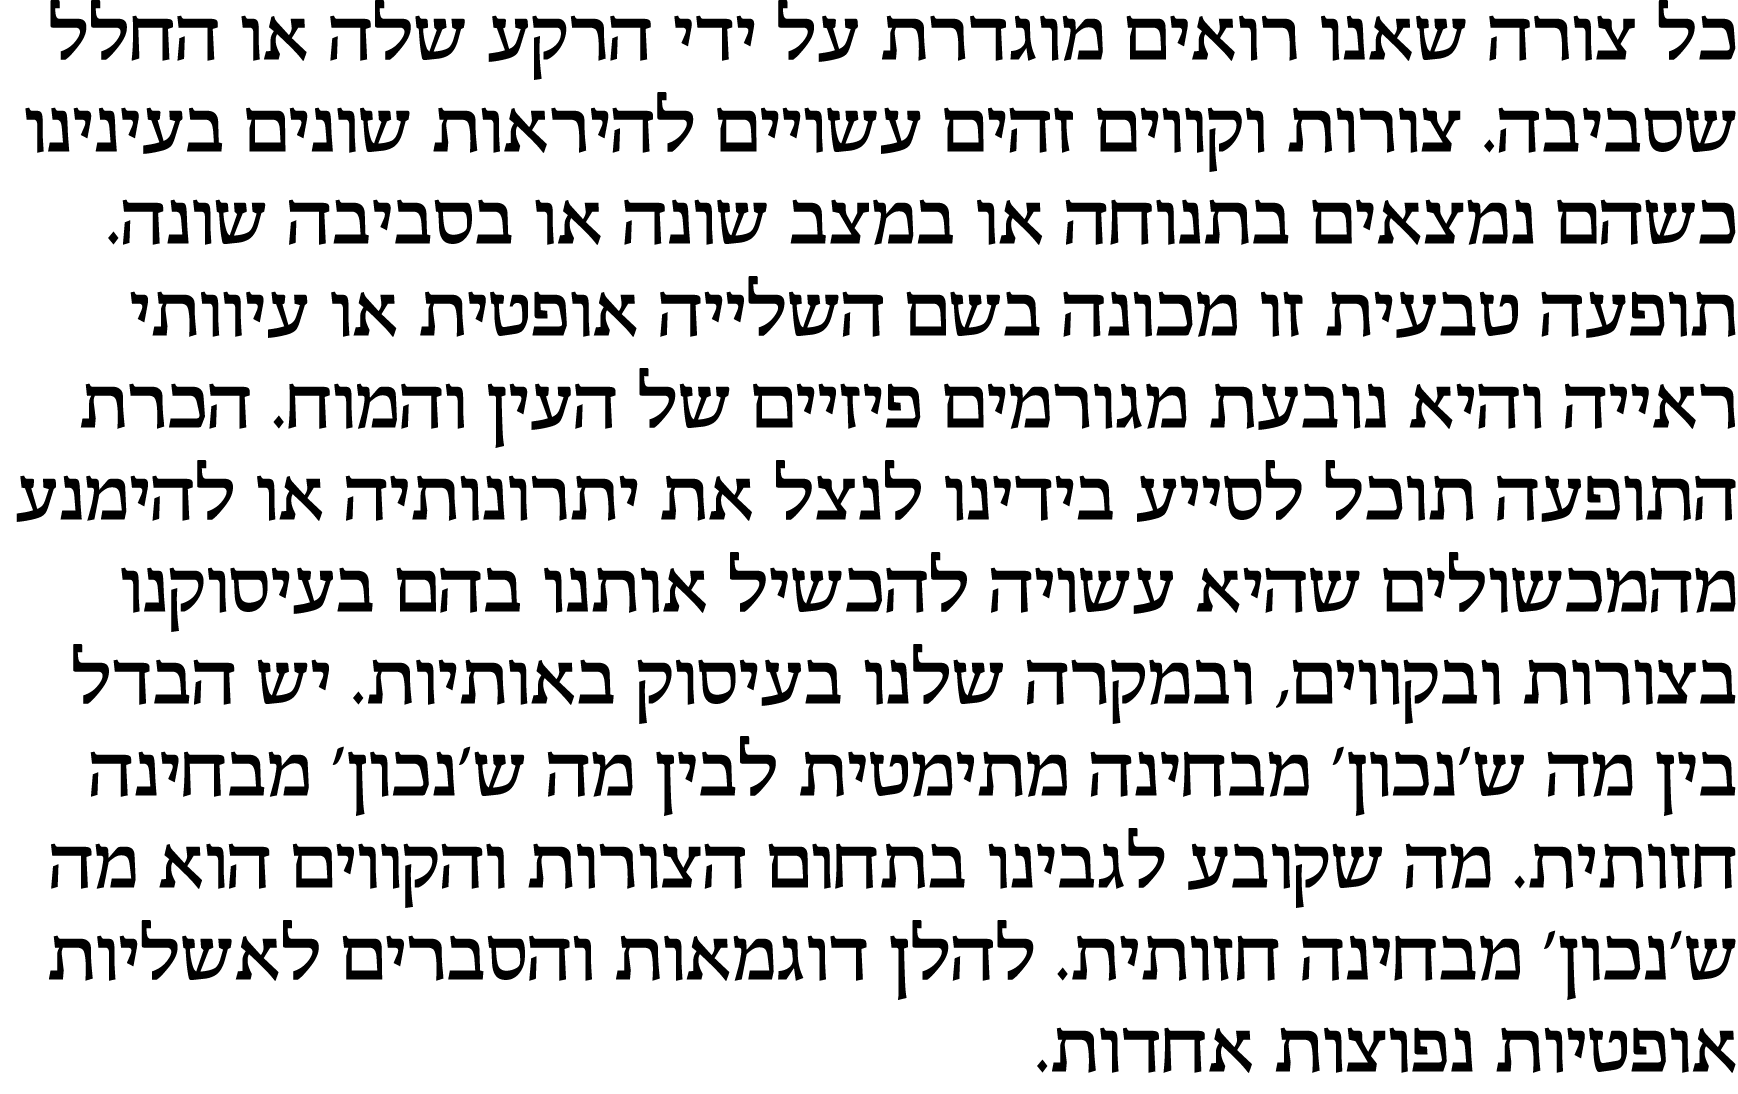 כל צורה שאנו רואים מוגדרת על ידי הרקע שלה או החלל
שסביבה. צורות וקווים זהים עשויים להיראות שונים בעינינו
כשהם נמצאים בתנוחה או במצב שונה או בסביבה שונה.
תופעה טבעית זו מכונה בשם השלייה אופטית או עיוותי
ראייה והיא נובעת מגורמים פיזיים של העין והמוח. הכרת
התופעה תוכל לסייע בידינו לנצל את יתרונותיה או להימנע
מהמכשולים שהיא עשויה להכשיל אותנו בהם בעיסוקנו
בצורות ובקווים, ובמקרה שלנו בעיסוק באותיות. יש הבדל
בין מה ש׳נכון׳ מבחינה מתימטית לבין מה ש׳נכון׳ מבחינה
חזותית. מה שקובע לגבינו בתחום הצורות והקווים הוא מה
ש׳נכון׳ מבחינה חזותית. להלן דוגמאות והסברים לאשליות
אופטיות נפוצות אחדות.